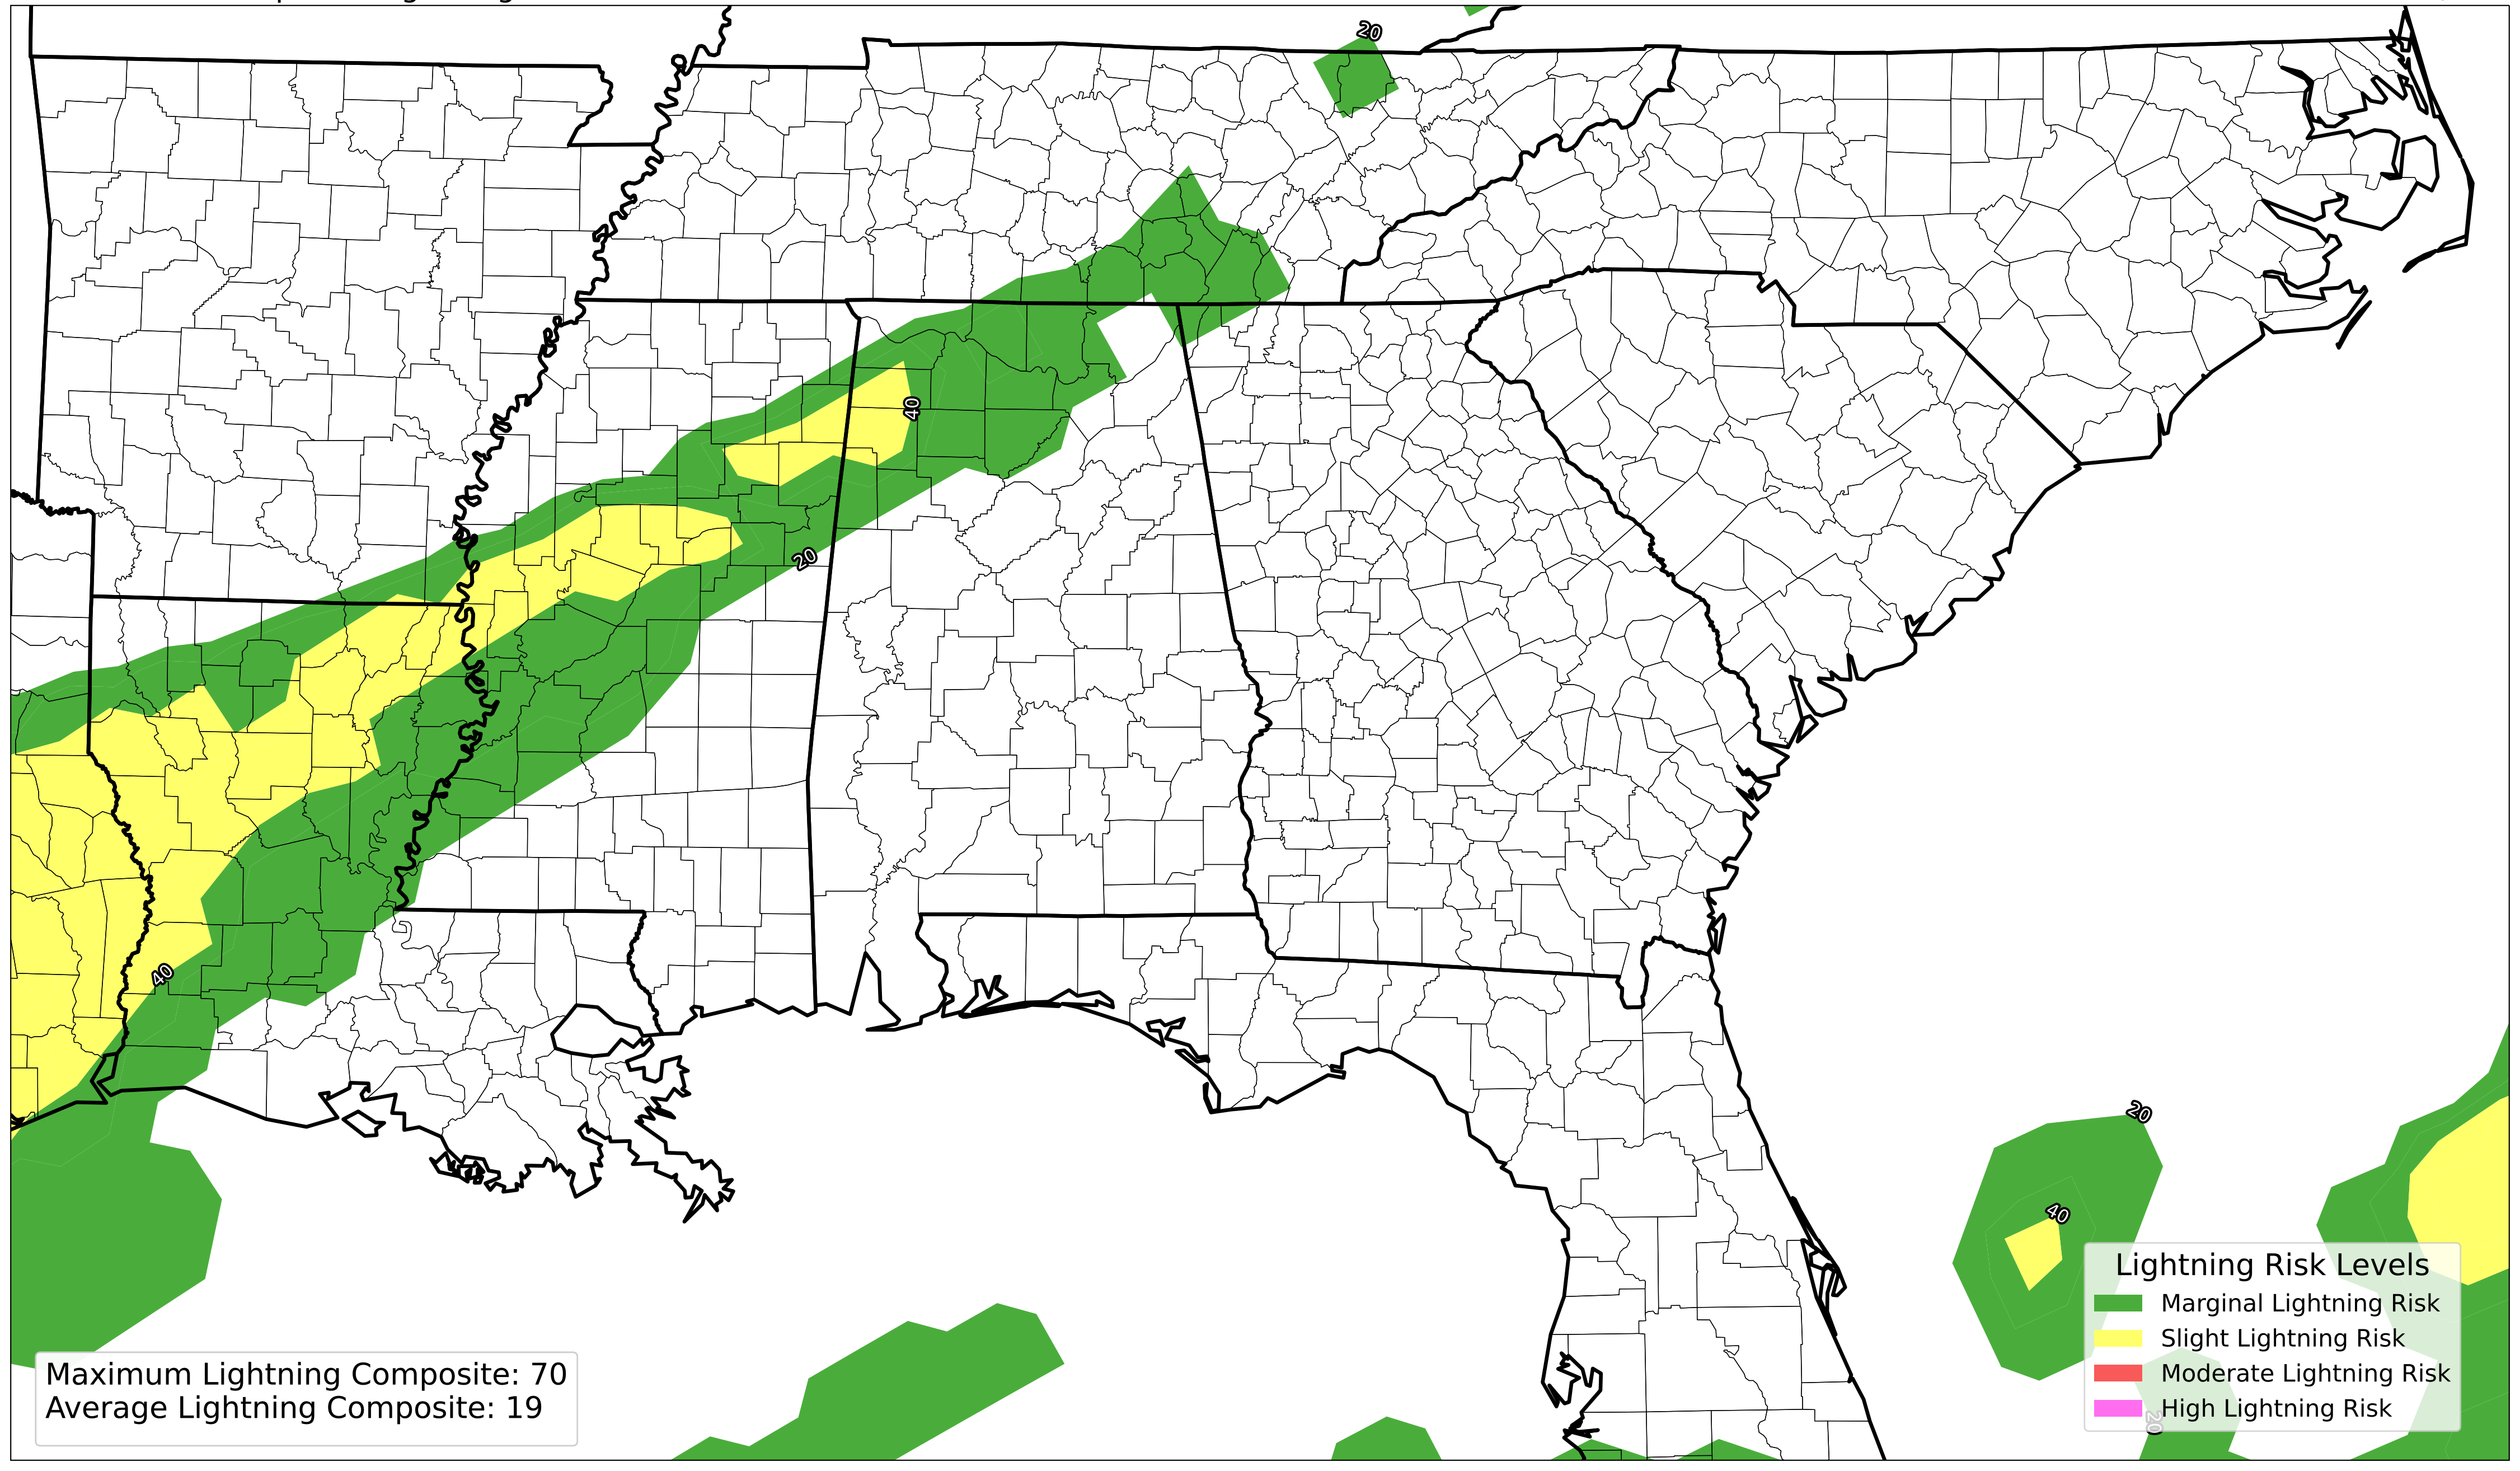 20
40
20
40
20
40
Lightning Risk Levels
Marginal Lightning Risk
Slight Lightning Risk
Moderate Lightning Risk
High Lightning Risk
20
Maximum Lightning Composite: 70
Average Lightning Composite: 19